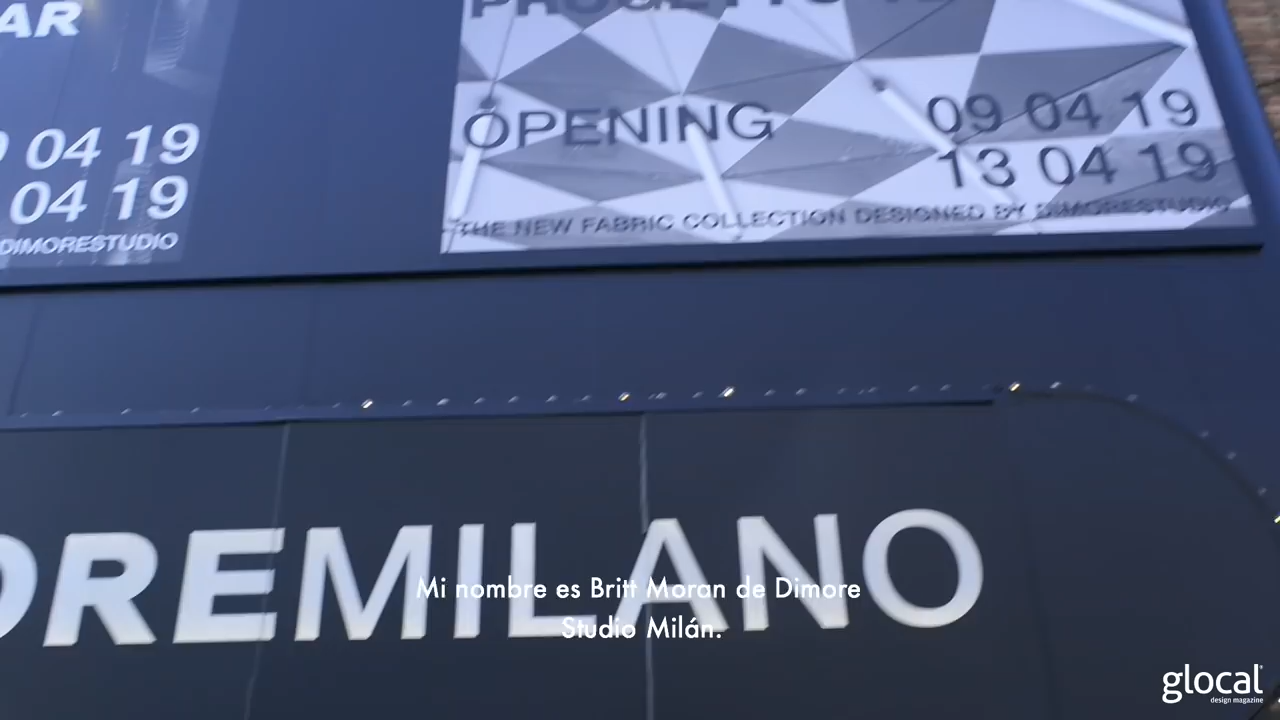 AR
04 19
04 19
DIMORESTUDIO
OPENING
09 04 19
13 04 19
THE NEW FABRIC COLLECTION DESIGNED BY DIMORESTUDIO
OREMILANO
Mi nombre es Britt Moran de Dimore
Studio Milán.
glocal
design magazine